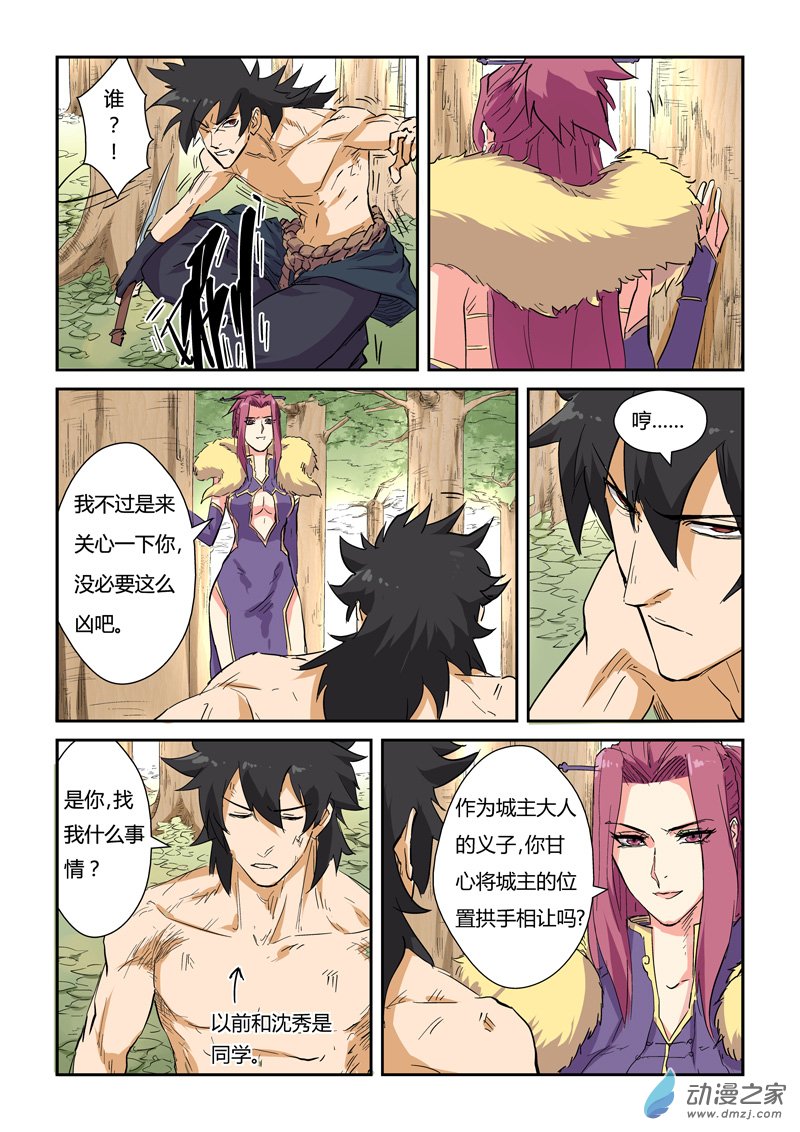 谁
？！
我不过是来
关心一下你，
没必要这么
凶吧。
哼……
是你，找
我什么事
情？
以前和沈秀是
同学。
作为城主大人
的义子，你甘
心将城主的位
置拱手相让吗?
动漫之家
www.dmzj.com